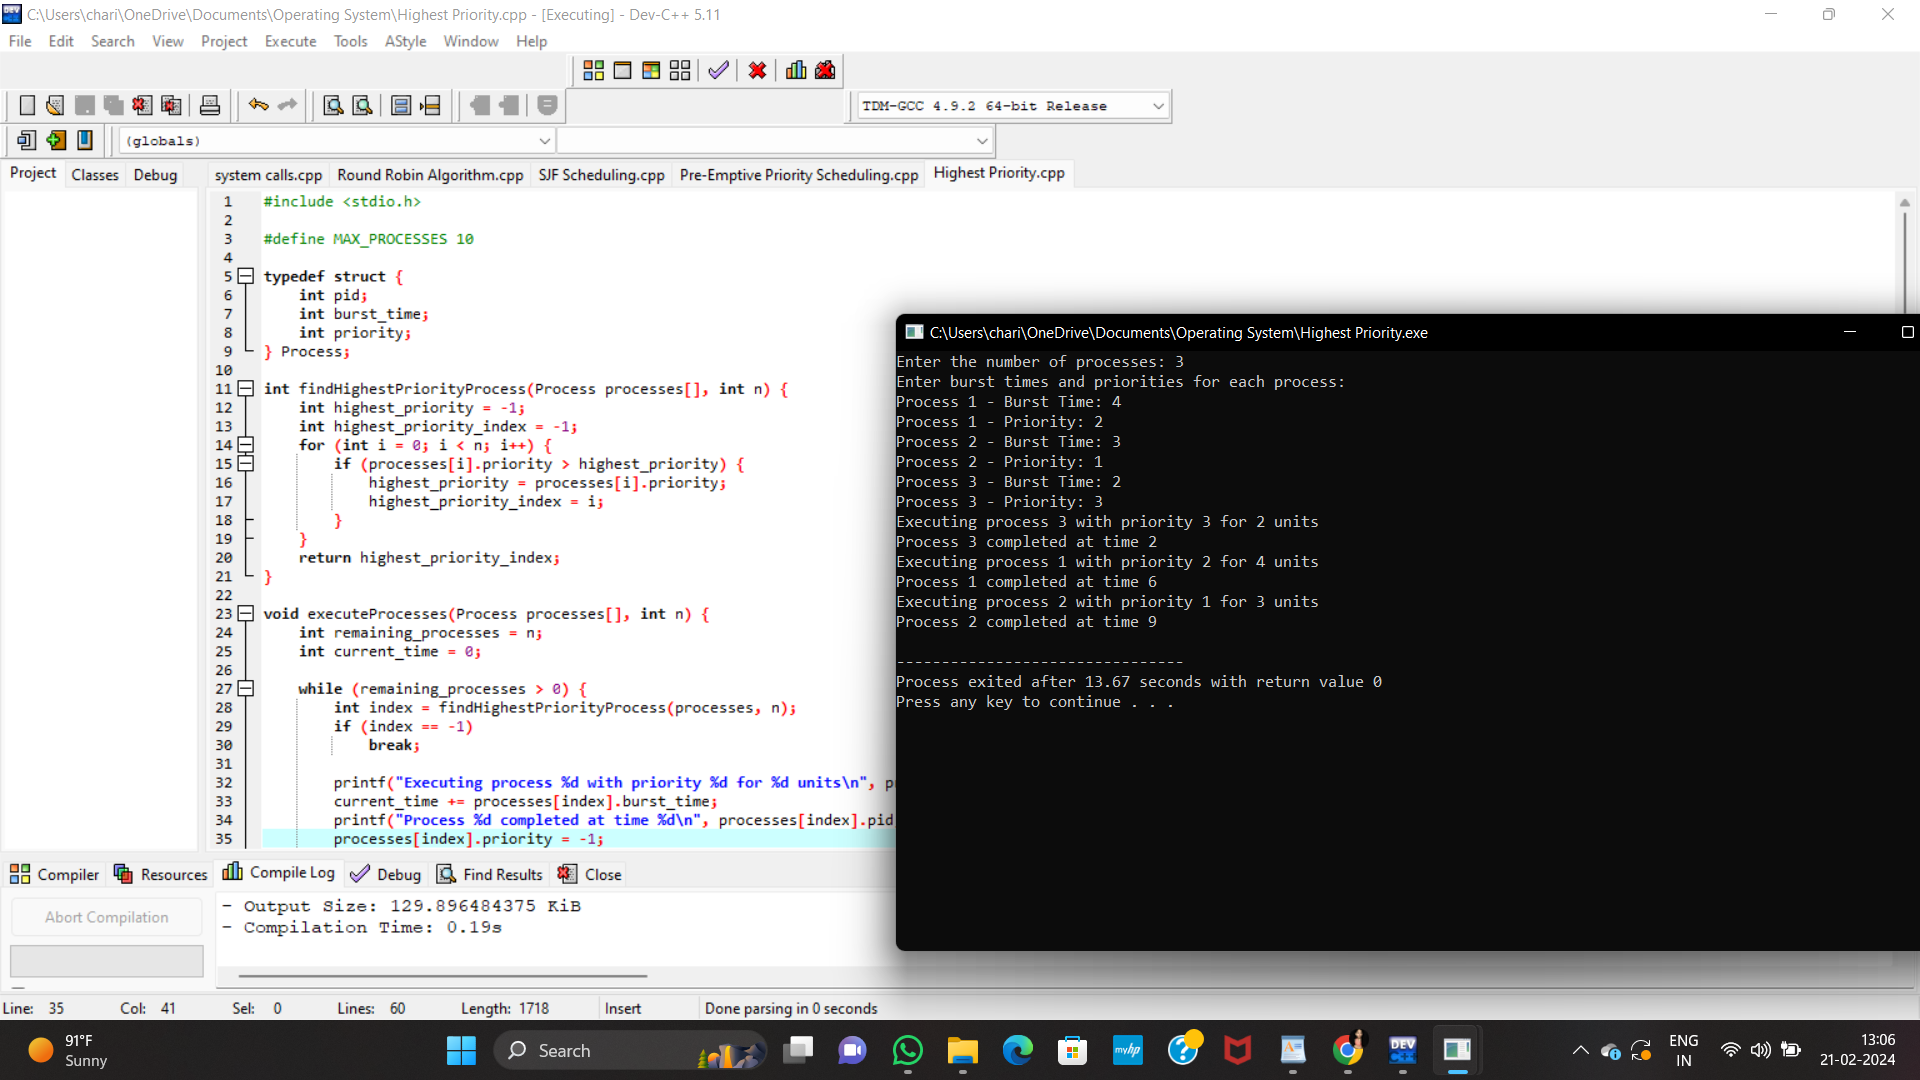 C:\Users\chari\OneDrive\Documents\Operating System\Highest Priority.cpp - [Executing] - Dev-C++ 5.11
File Edit Search View Project Execute Tools AStyle Window Help
TDM-GCC 4.9.2 64-bit Release
(globals)
Project Classes Debug
system calls.cpp Round Robin Algorithm.cpp SJF Scheduling.cpp Pre-Emptive Priority Scheduling.cpp Highest Priority.cpp
1 #include <stdio.h>
2
3 #define MAX_PROCESSES 10
4
5 typedef struct {
6 int pid;
7 int burst_time;
8 int priority;
9 } Process;
10
11 int findHighestPriorityProcess(Process processes[], int n) {
12 int highest_priority = -1;
13 int highest_priority_index = -1;
14 for (int i = 0; i < n; i++) {
15 if (processes[i].priority > highest_priority) {
16 highest_priority = processes[i].priority;
17 highest_priority_index = i;
18 }
19 }
20 return highest_priority_index;
21 }
22
23 void executeProcesses(Process processes[], int n) {
24 int remaining_processes = n;
25 int current_time = 0;
26
27 while (remaining_processes > 0) {
28 int index = findHighestPriorityProcess(processes, n);
29 if (index == -1)
30 break;
31
32 printf("Executing process %d with priority %d for %d units\n", p
33 current_time += processes[index].burst_time;
34 printf("Process %d completed at time %d\n", processes[index].pid
35 processes[index].priority = -1;
C:\Users\chari\OneDrive\Documents\Operating System\Highest Priority.exe
Enter the number of processes: 3
Enter burst times and priorities for each process:
Process 1 - Burst Time: 4
Process 1 - Priority: 2
Process 2 - Burst Time: 3
Process 2 - Priority: 1
Process 3 - Burst Time: 2
Process 3 - Priority: 3
Executing process 3 with priority 3 for 2 units
Process 3 completed at time 2
Executing process 1 with priority 2 for 4 units
Process 1 completed at time 6
Executing process 2 with priority 1 for 3 units
Process 2 completed at time 9
--------------------------------
Process exited after 13.67 seconds with return value 0
Press any key to continue . . .
Compiler Resources Compile Log Debug Find Results Close
Abort Compilation
- Output Size: 129.896484375 KiB
- Compilation Time: 0.19s
Line: 35 Col: 41 Sel: 0 Lines: 60 Length: 1718 Insert Done parsing in 0 seconds
91°F
Sunny
Search
myhp
DEV
C++
ENG
IN
13:06
21-02-2024